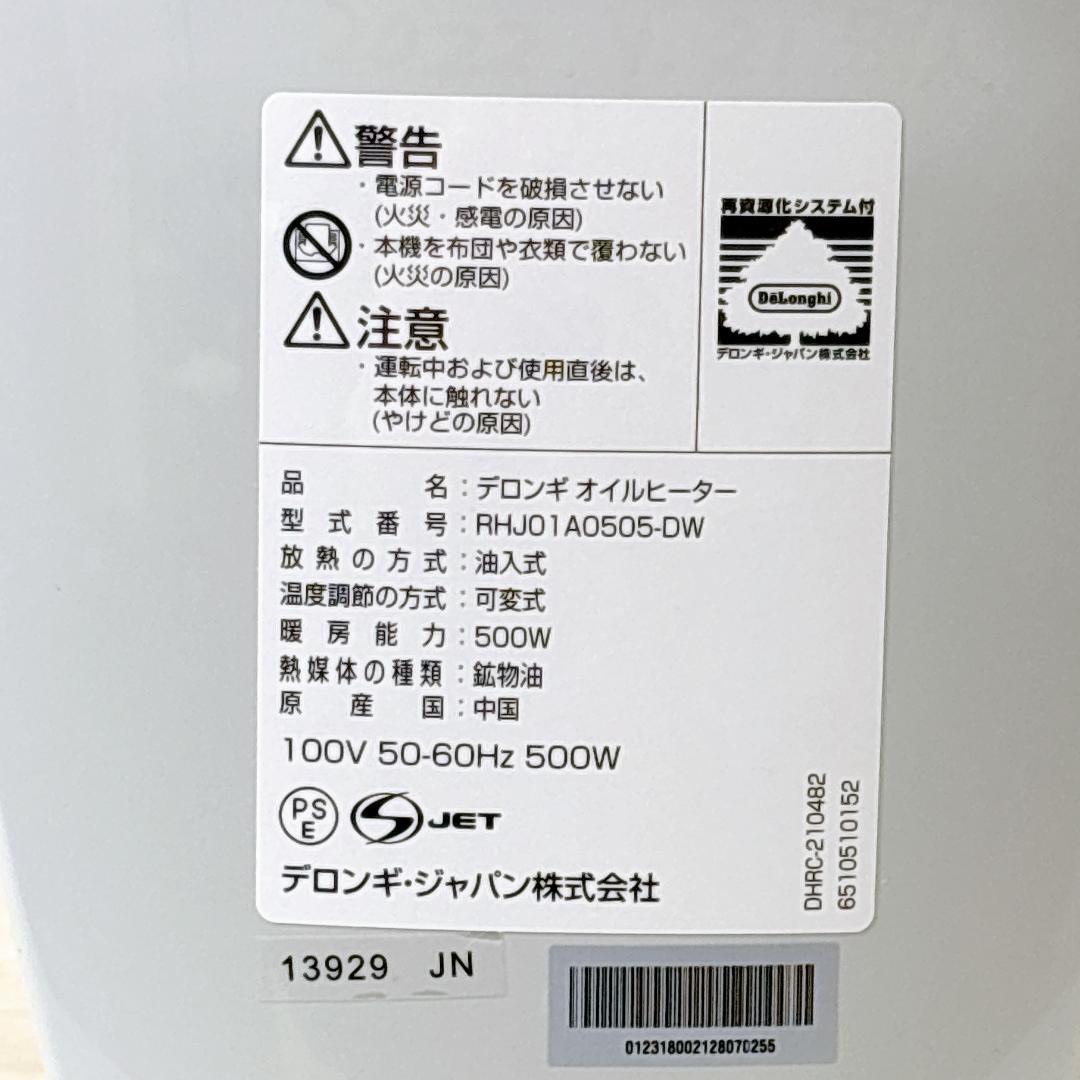 警告
・電源コードを破損させない
(火災・感電の原因)
・本機を布団や衣類で覆わない
(火災の原因)
注意
・運転中および使用直後は、
本体に触れない
(やけどの原因)
再資源化システム付
DeLonghi
デロンギ・ジャパン株式会社
品名：デロンギ オイルヒーター
型式番号：RHJ01A0505-DW
放熱の方式：油入式
温度調節の方式：可変式
暖房能力：500W
熱媒体の種類：鉱物油
原産国：中国
100V 50-60Hz 500W
PSE
S JET
デロンギ・ジャパン株式会社
DHRC-210482
6510510152
13929 JN
012318002128070255